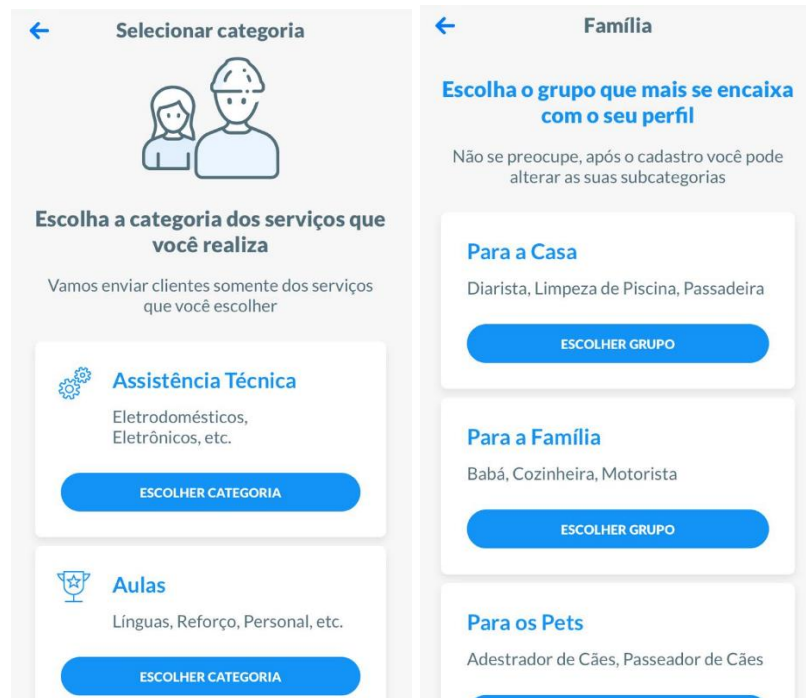 Selecionar categoria
Escolha a categoria dos serviços que
você realiza
Vamos enviar clientes somente dos serviços
que você escolher
Assistência Técnica
Eletrodomésticos,
Eletrônicos, etc.
ESCOLHER CATEGORIA
Aulas
Línguas, Reforço, Personal, etc.
ESCOLHER CATEGORIA
Família
Escolha o grupo que mais se encaixa
com o seu perfil
Não se preocupe, após o cadastro você pode
alterar as suas subcategorias
Para a Casa
Diarista, Limpeza de Piscina, Passadeira
ESCOLHER GRUPO
Para a Família
Babá, Cozinheira, Motorista
ESCOLHER GRUPO
Para os Pets
Adestrador de Cães, Passeador de Cães